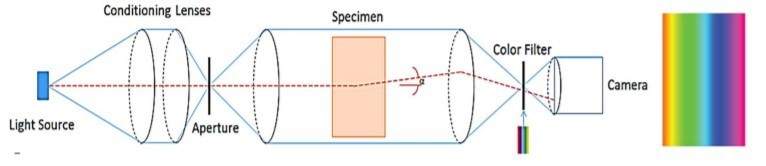 Conditioning Lenses
Specimen
Color Filter
α
Camera
Light Source
Aperture